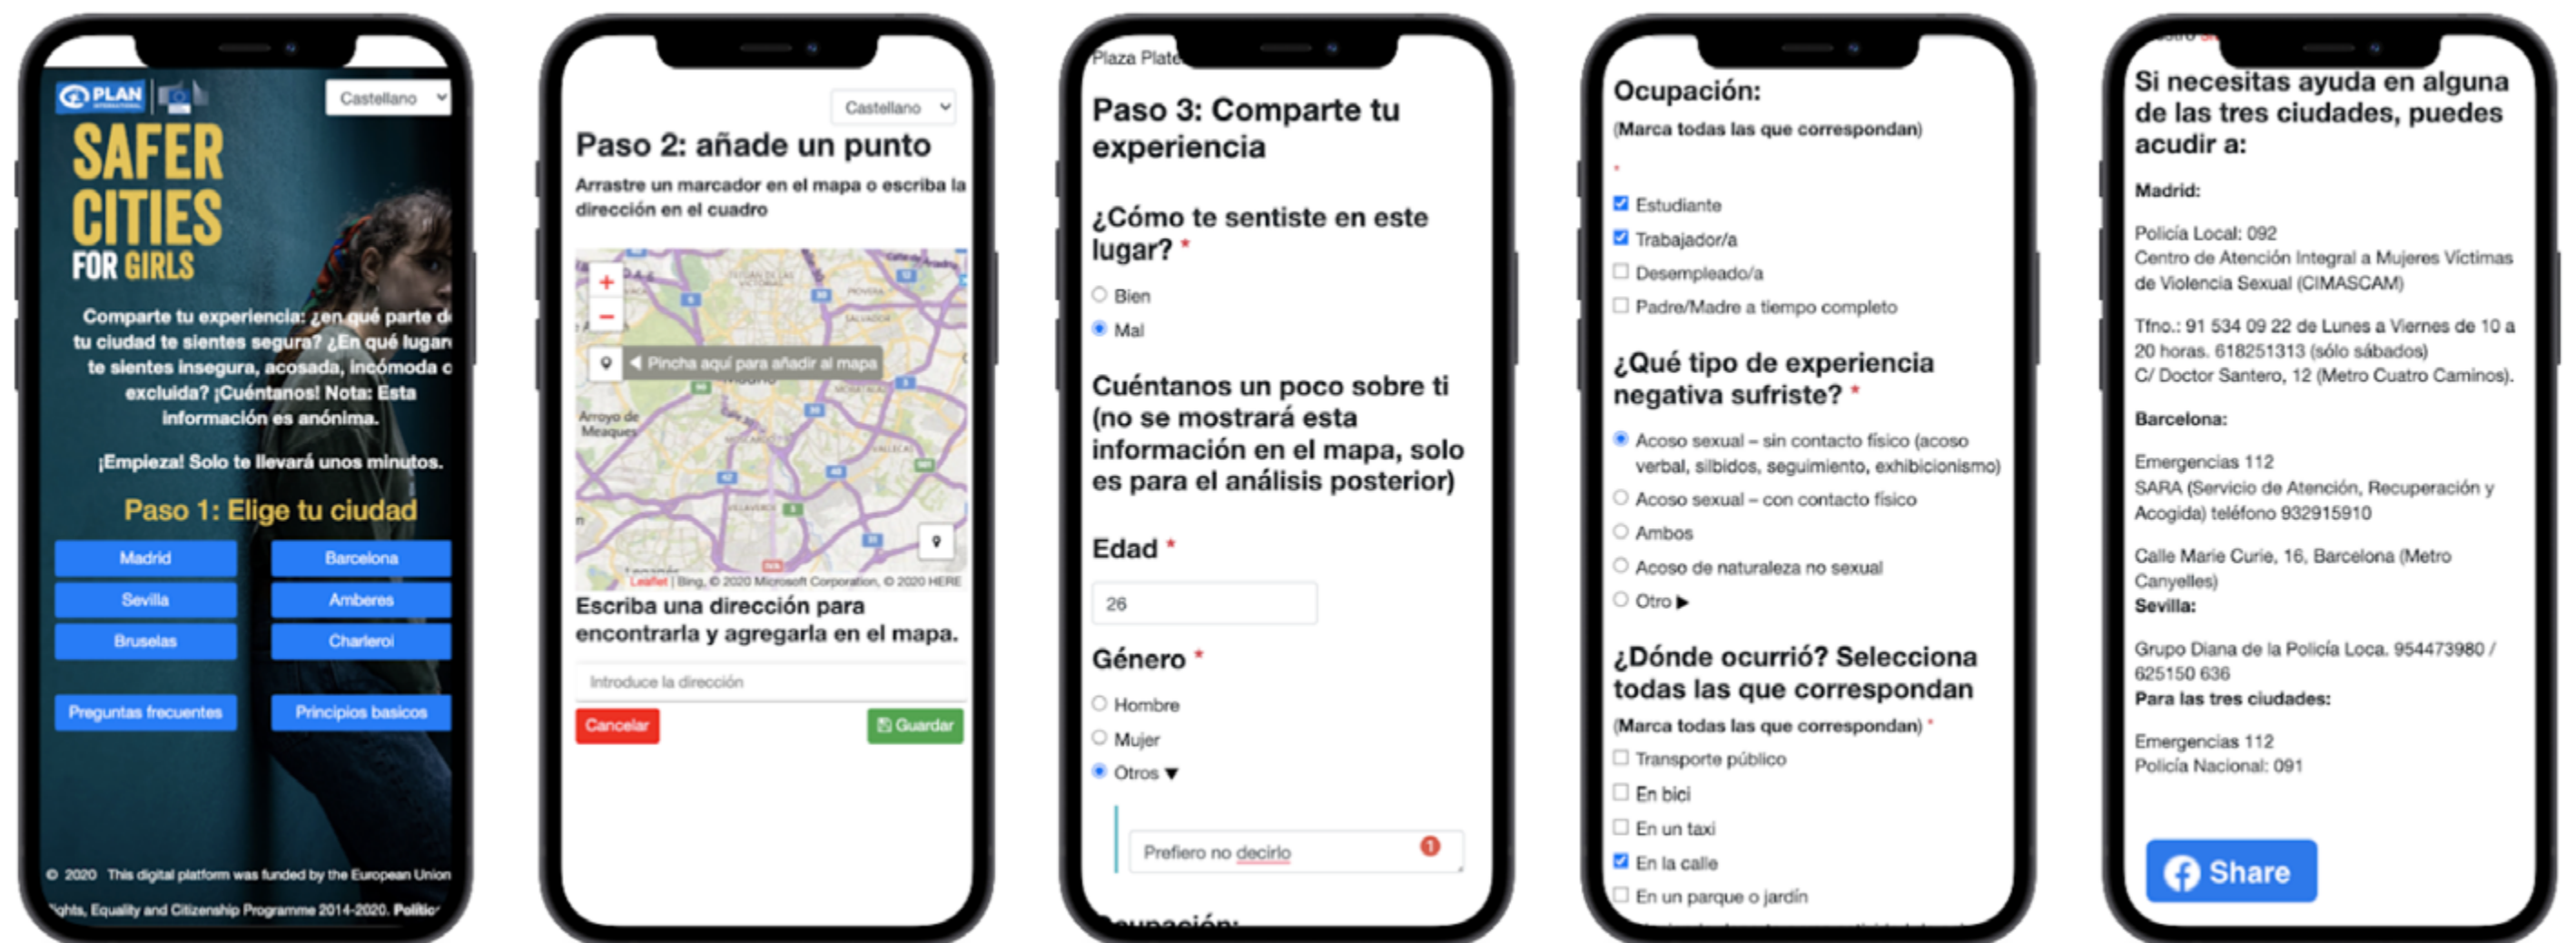 PLAN
INTERNATIONAL
Castellano
SAFER
CITIES
FOR GIRLS
Comparte tu experiencia: ¿en qué parte de
tu ciudad te sientes segura? ¿En qué lugar
te sientes insegura, acosada, incómoda o
excluida? ¡Cuéntanos! Nota: Esta
información es anónima.
¡Empieza! Solo te llevará unos minutos.
Paso 1: Elige tu ciudad
Madrid
Barcelona
Sevilla
Amberes
Bruselas
Charleroi
Preguntas frecuentes
Principios basicos
© 2020 This digital platform was funded by the European Union
ights, Equality and Citizenship Programme 2014-2020. Polític
Castellano
Paso 2: añade un punto
Arrastre un marcador en el mapa o escriba la
dirección en el cuadro
+
−
Pincha aquí para añadir al mapa
Arroyo de
Meaques
VILLAVERDE
Leaflet | Bing, © 2020 Microsoft Corporation, © 2020 HERE
Escriba una dirección para
encontrarla y agregarla en el mapa.
Introduce la dirección
Cancelar
Guardar
Plaza Plate
Paso 3: Comparte tu
experiencia
¿Cómo te sentiste en este
lugar? *
Bien
Mal
Cuéntanos un poco sobre ti
(no se mostrará esta
información en el mapa, solo
es para el análisis posterior)
Edad *
26
Género *
Hombre
Mujer
Otros ▼
Prefiero no decirlo
1
Ocupación:
Ocupación:
(Marca todas las que correspondan)
*
Estudiante
Trabajador/a
Desempleado/a
Padre/Madre a tiempo completo
¿Qué tipo de experiencia
negativa sufriste? *
Acoso sexual – sin contacto físico (acoso
verbal, silbidos, seguimiento, exhibicionismo)
Acoso sexual – con contacto físico
Ambos
Acoso de naturaleza no sexual
Otro ▶
¿Dónde ocurrió? Selecciona
todas las que correspondan
(Marca todas las que correspondan) *
Transporte público
En bici
En un taxi
En la calle
En un parque o jardín
Si necesitas ayuda en alguna
de las tres ciudades, puedes
acudir a:
Madrid:
Policía Local: 092
Centro de Atención Integral a Mujeres Víctimas
de Violencia Sexual (CIMASCAM)
Tfno.: 91 534 09 22 de Lunes a Viernes de 10 a
20 horas. 618251313 (sólo sábados)
C/ Doctor Santero, 12 (Metro Cuatro Caminos).
Barcelona:
Emergencias 112
SARA (Servicio de Atención, Recuperación y
Acogida) teléfono 932915910
Calle Marie Curie, 16, Barcelona (Metro
Canyelles)
Sevilla:
Grupo Diana de la Policía Loca. 954473980 /
625150 636
Para las tres ciudades:
Emergencias 112
Policía Nacional: 091
Share